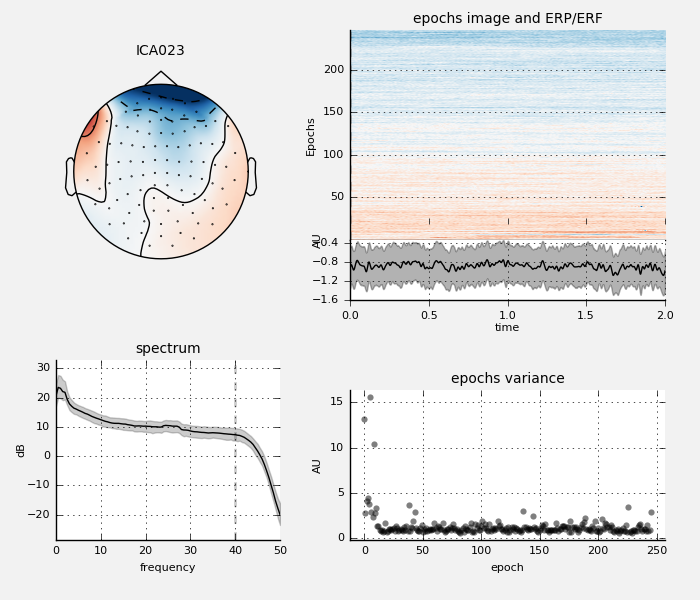 ICA023
epochs image and ERP/ERF
Epochs
200
150
100
50
AU
−0.4
−0.8
−1.2
−1.6
0.0 0.5 1.0 1.5 2.0
time
spectrum
dB
30
20
10
0
−10
−20
0 10 20 30 40 50
frequency
epochs variance
AU
15
10
5
0
0 50 100 150 200 250
epoch